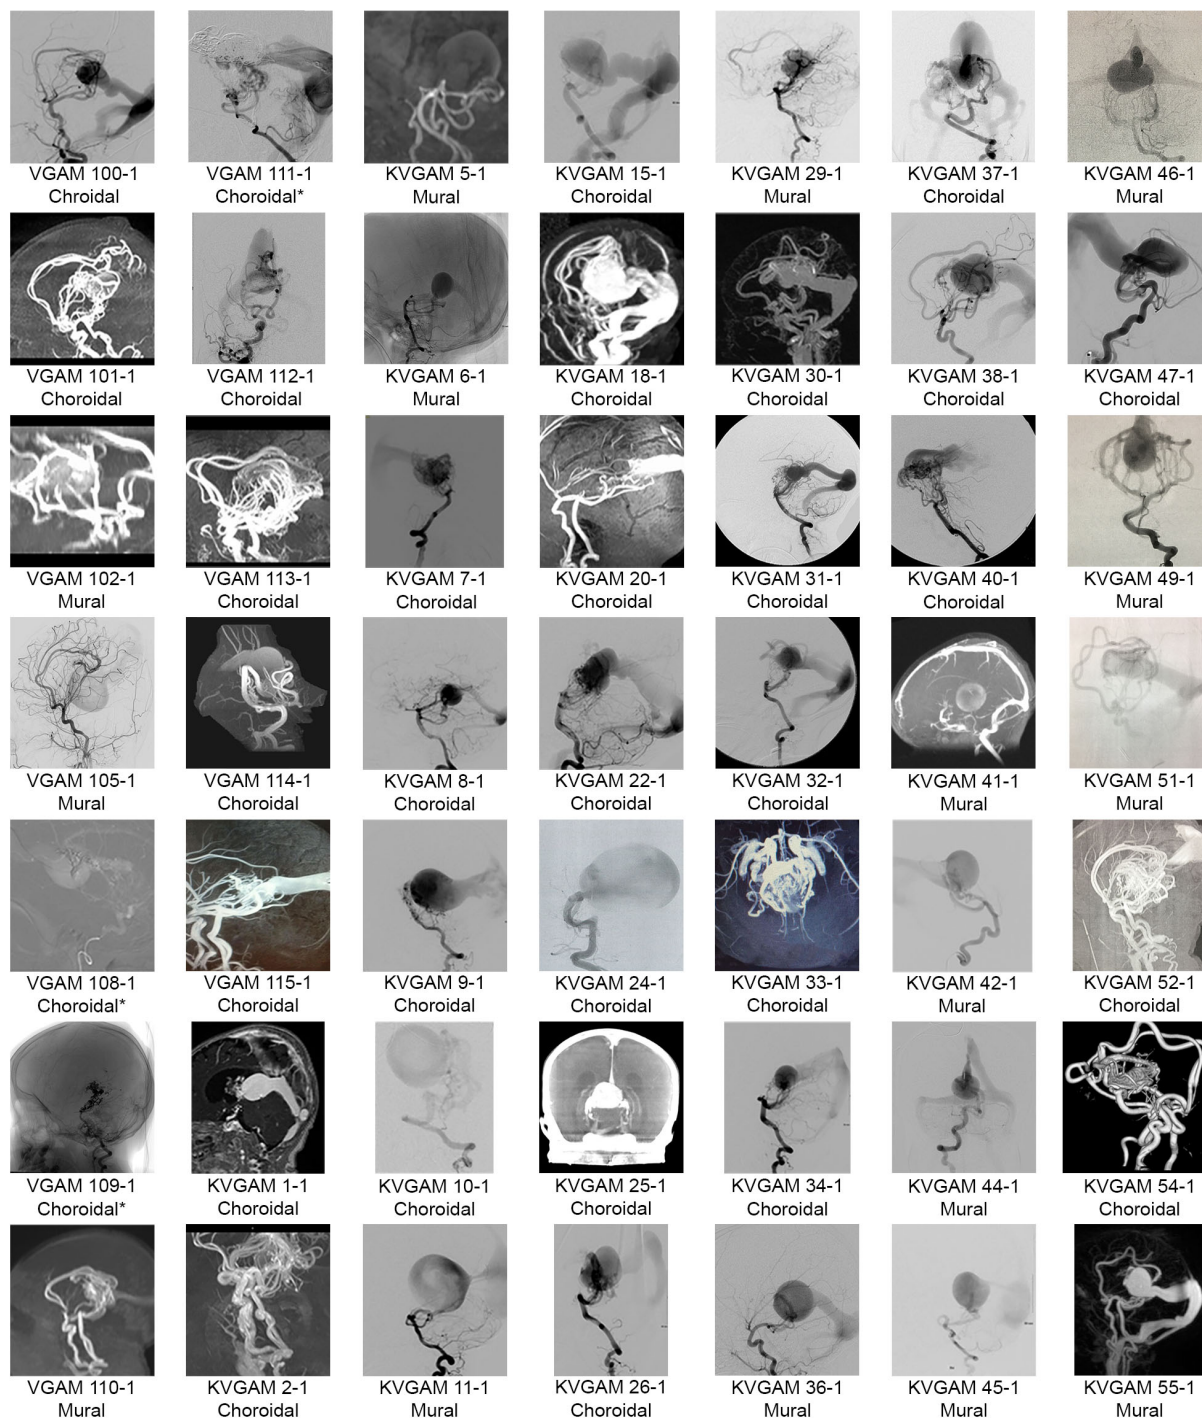 VGAM 100-1
Chroidal
VGAM 111-1
Choroidal*
KVGAM 5-1
Mural
KVGAM 15-1
Choroidal
KVGAM 29-1
Mural
KVGAM 37-1
Choroidal
KVGAM 46-1
Mural
VGAM 101-1
Choroidal
VGAM 112-1
Choroidal
KVGAM 6-1
Mural
KVGAM 18-1
Choroidal
KVGAM 30-1
Choroidal
KVGAM 38-1
Choroidal
KVGAM 47-1
Choroidal
VGAM 102-1
Mural
VGAM 113-1
Choroidal
KVGAM 7-1
Choroidal
KVGAM 20-1
Choroidal
KVGAM 31-1
Choroidal
KVGAM 40-1
Choroidal
KVGAM 49-1
Mural
VGAM 105-1
Mural
VGAM 114-1
Choroidal
KVGAM 8-1
Choroidal
KVGAM 22-1
Choroidal
KVGAM 32-1
Choroidal
KVGAM 41-1
Mural
KVGAM 51-1
Mural
VGAM 108-1
Choroidal*
VGAM 115-1
Choroidal
KVGAM 9-1
Choroidal
KVGAM 24-1
Choroidal
KVGAM 33-1
Choroidal
KVGAM 42-1
Mural
KVGAM 52-1
Choroidal
VGAM 109-1
Choroidal*
KVGAM 1-1
Choroidal
KVGAM 10-1
Choroidal
KVGAM 25-1
Choroidal
KVGAM 34-1
Choroidal
KVGAM 44-1
Mural
KVGAM 54-1
Choroidal
VGAM 110-1
Mural
KVGAM 2-1
Choroidal
KVGAM 11-1
Mural
KVGAM 26-1
Choroidal
KVGAM 36-1
Mural
KVGAM 45-1
Mural
KVGAM 55-1
Mural